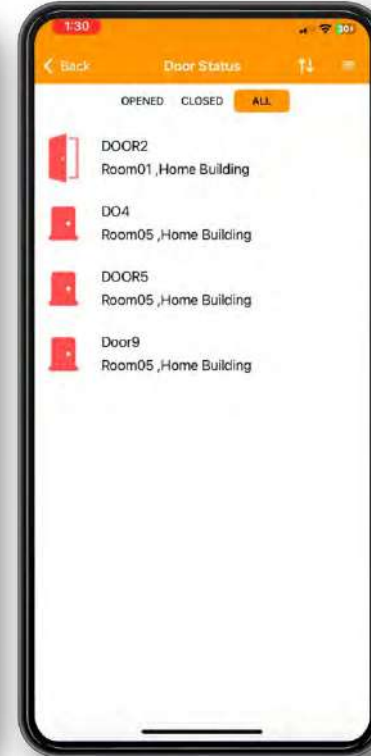 1:30
Back Door Status
OPENED CLOSED ALL
DOOR2
Room01 ,Home Building
DO4
Room05 ,Home Building
DOOR5
Room05 ,Home Building
Door9
Room05 ,Home Building